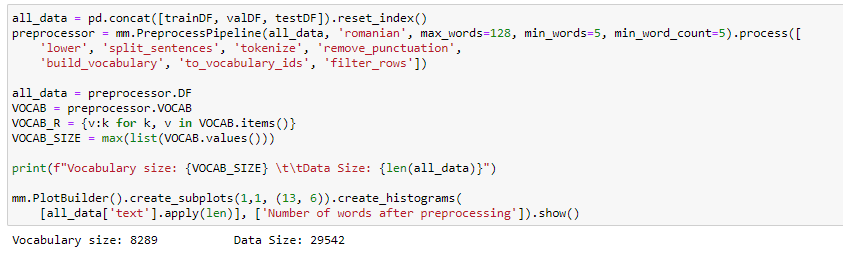 all_data = pd.concat([trainDF, valDF, testDF]).reset_index()
preprocessor = mm.PreprocessPipeline(all_data, 'romanian', max_words=128, min_words=5, min_word_count=5).process([
    'lower', 'split_sentences', 'tokenize', 'remove_punctuation',
    'build_vocabulary', 'to_vocabulary_ids', 'filter_rows'])
all_data = preprocessor.DF
VOCAB = preprocessor.VOCAB
VOCAB_R = {v:k for k, v in VOCAB.items()}
VOCAB_SIZE = max(list(VOCAB.values()))
print(f"Vocabulary size: {VOCAB_SIZE} \t\tData Size: {len(all_data)}")
mm.PlotBuilder().create_subplots(1,1, (13, 6)).create_histograms(
    [all_data['text'].apply(len)], ['Number of words after preprocessing']).show()
Vocabulary size: 8289 		Data Size: 29542